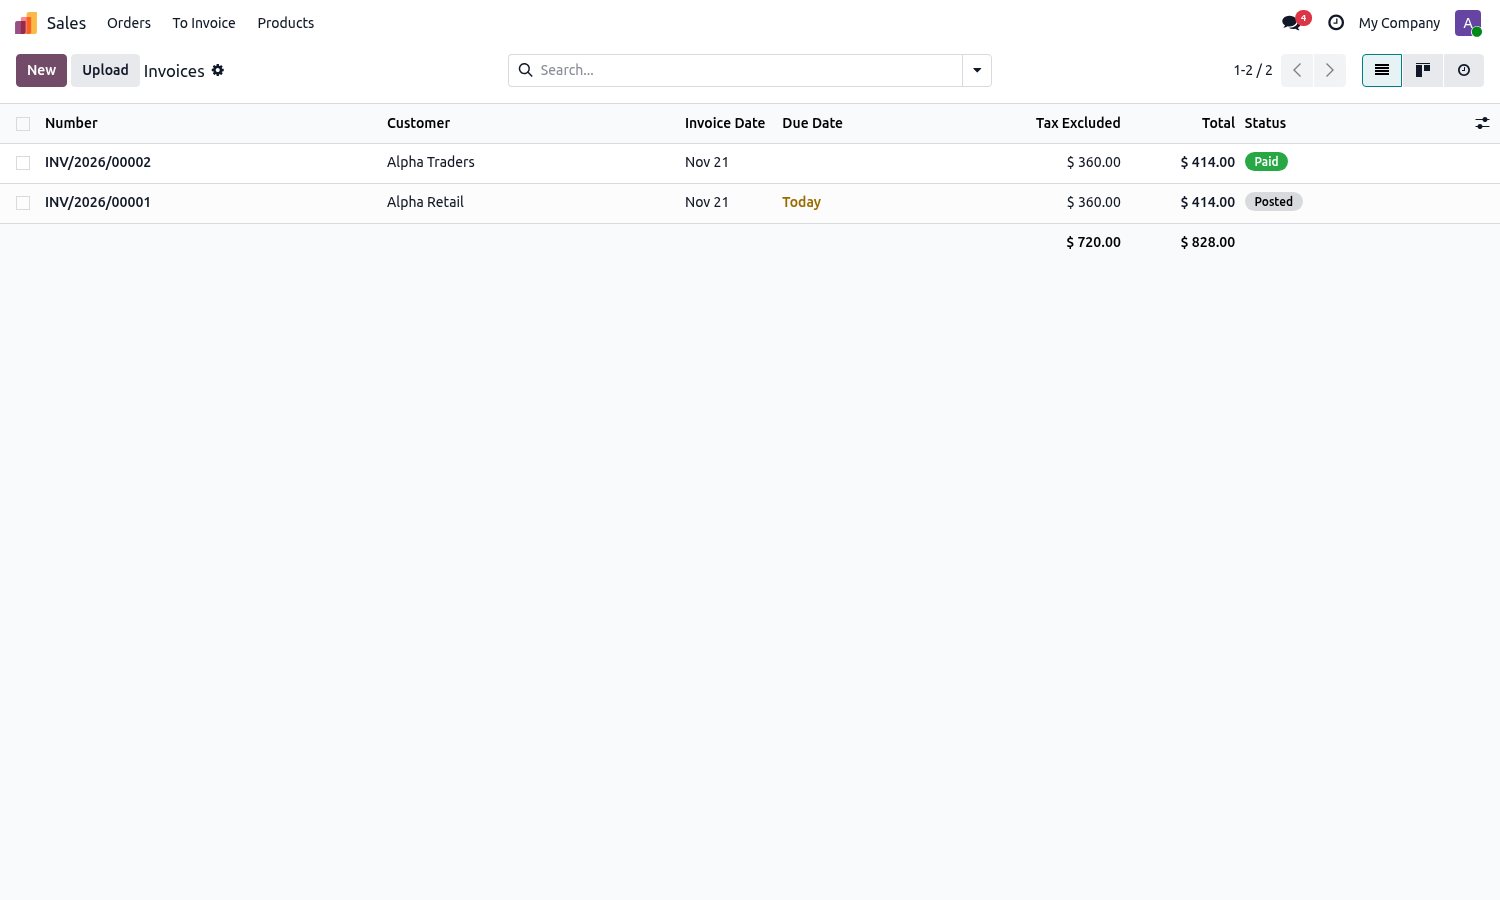 Sales Orders To Invoice Products 4 My Company A
New Upload Invoices Search... 1-2 / 2
Number Customer Invoice Date Due Date Tax Excluded Total Status
INV/2026/00002 Alpha Traders Nov 21 $ 360.00 $ 414.00 Paid
INV/2026/00001 Alpha Retail Nov 21 Today $ 360.00 $ 414.00 Posted
$ 720.00 $ 828.00